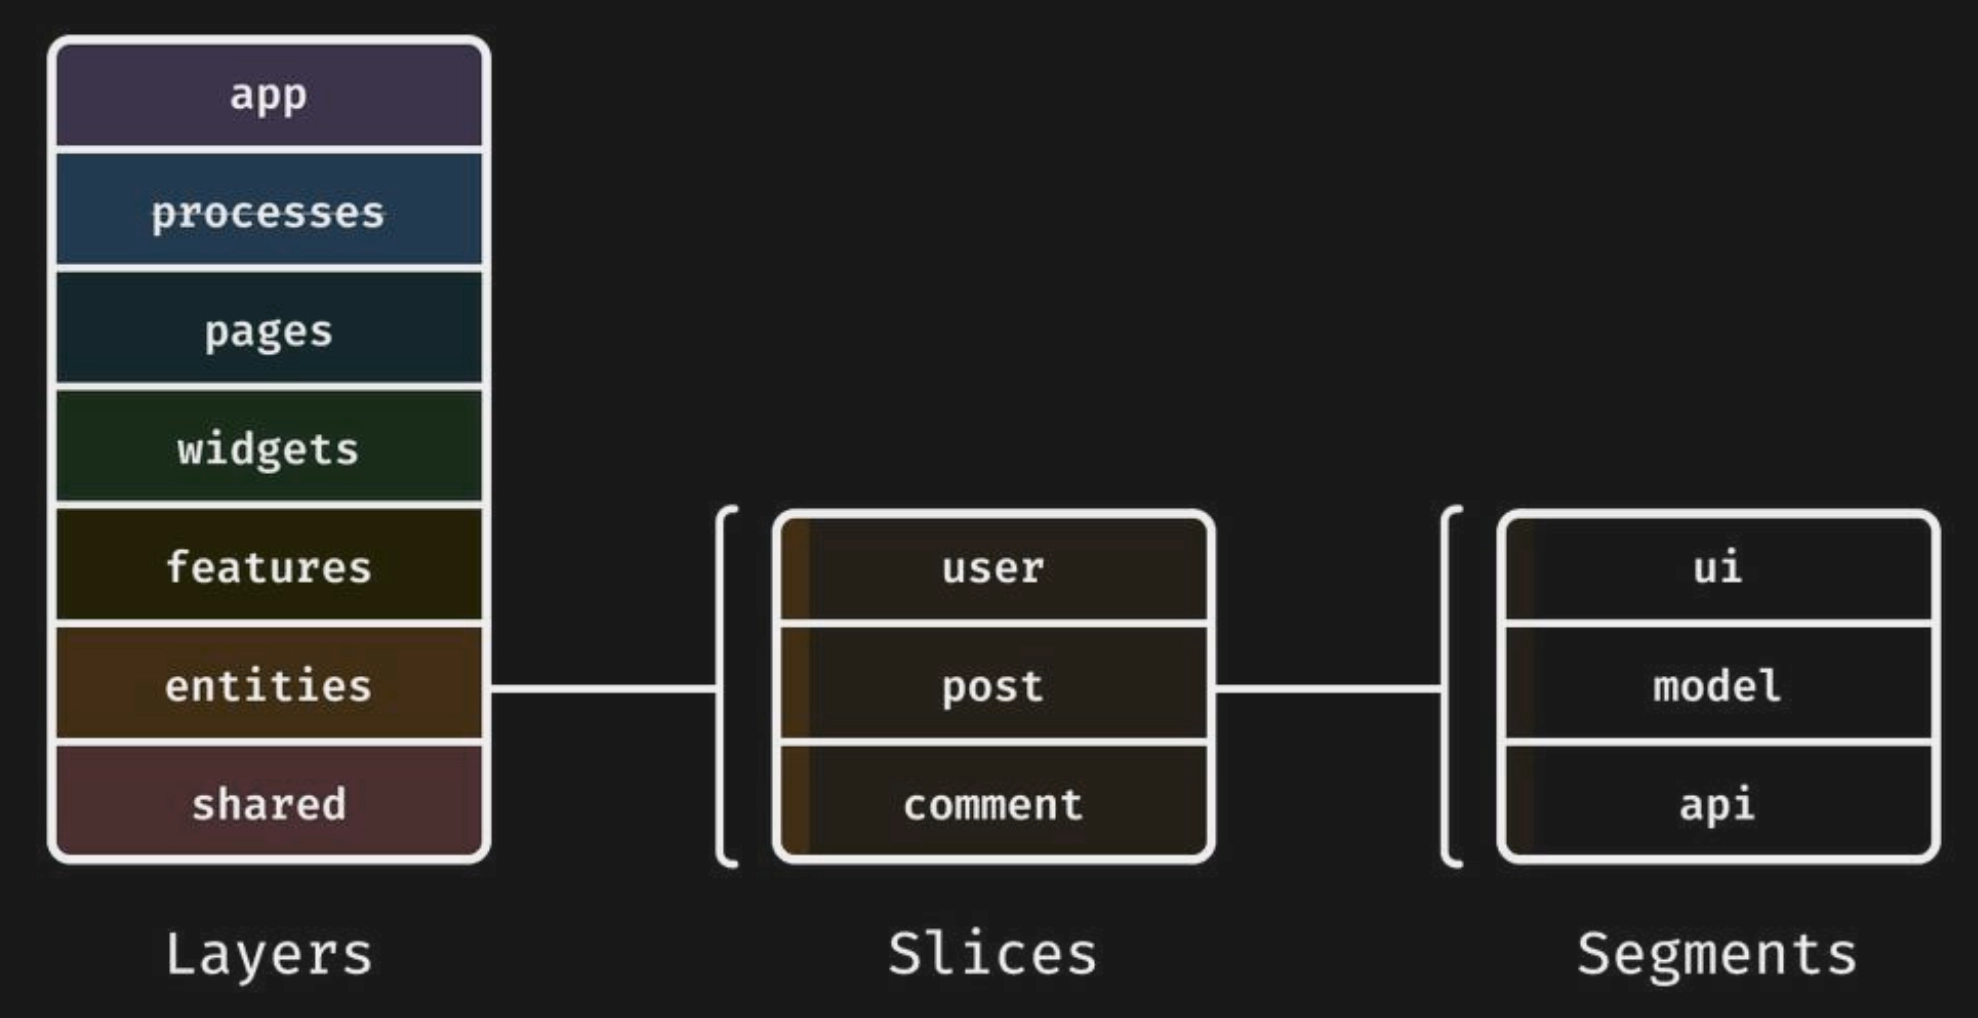 app
processes
pages
widgets
features
entities
shared
Layers
user
post
comment
Slices
ui
model
api
Segments